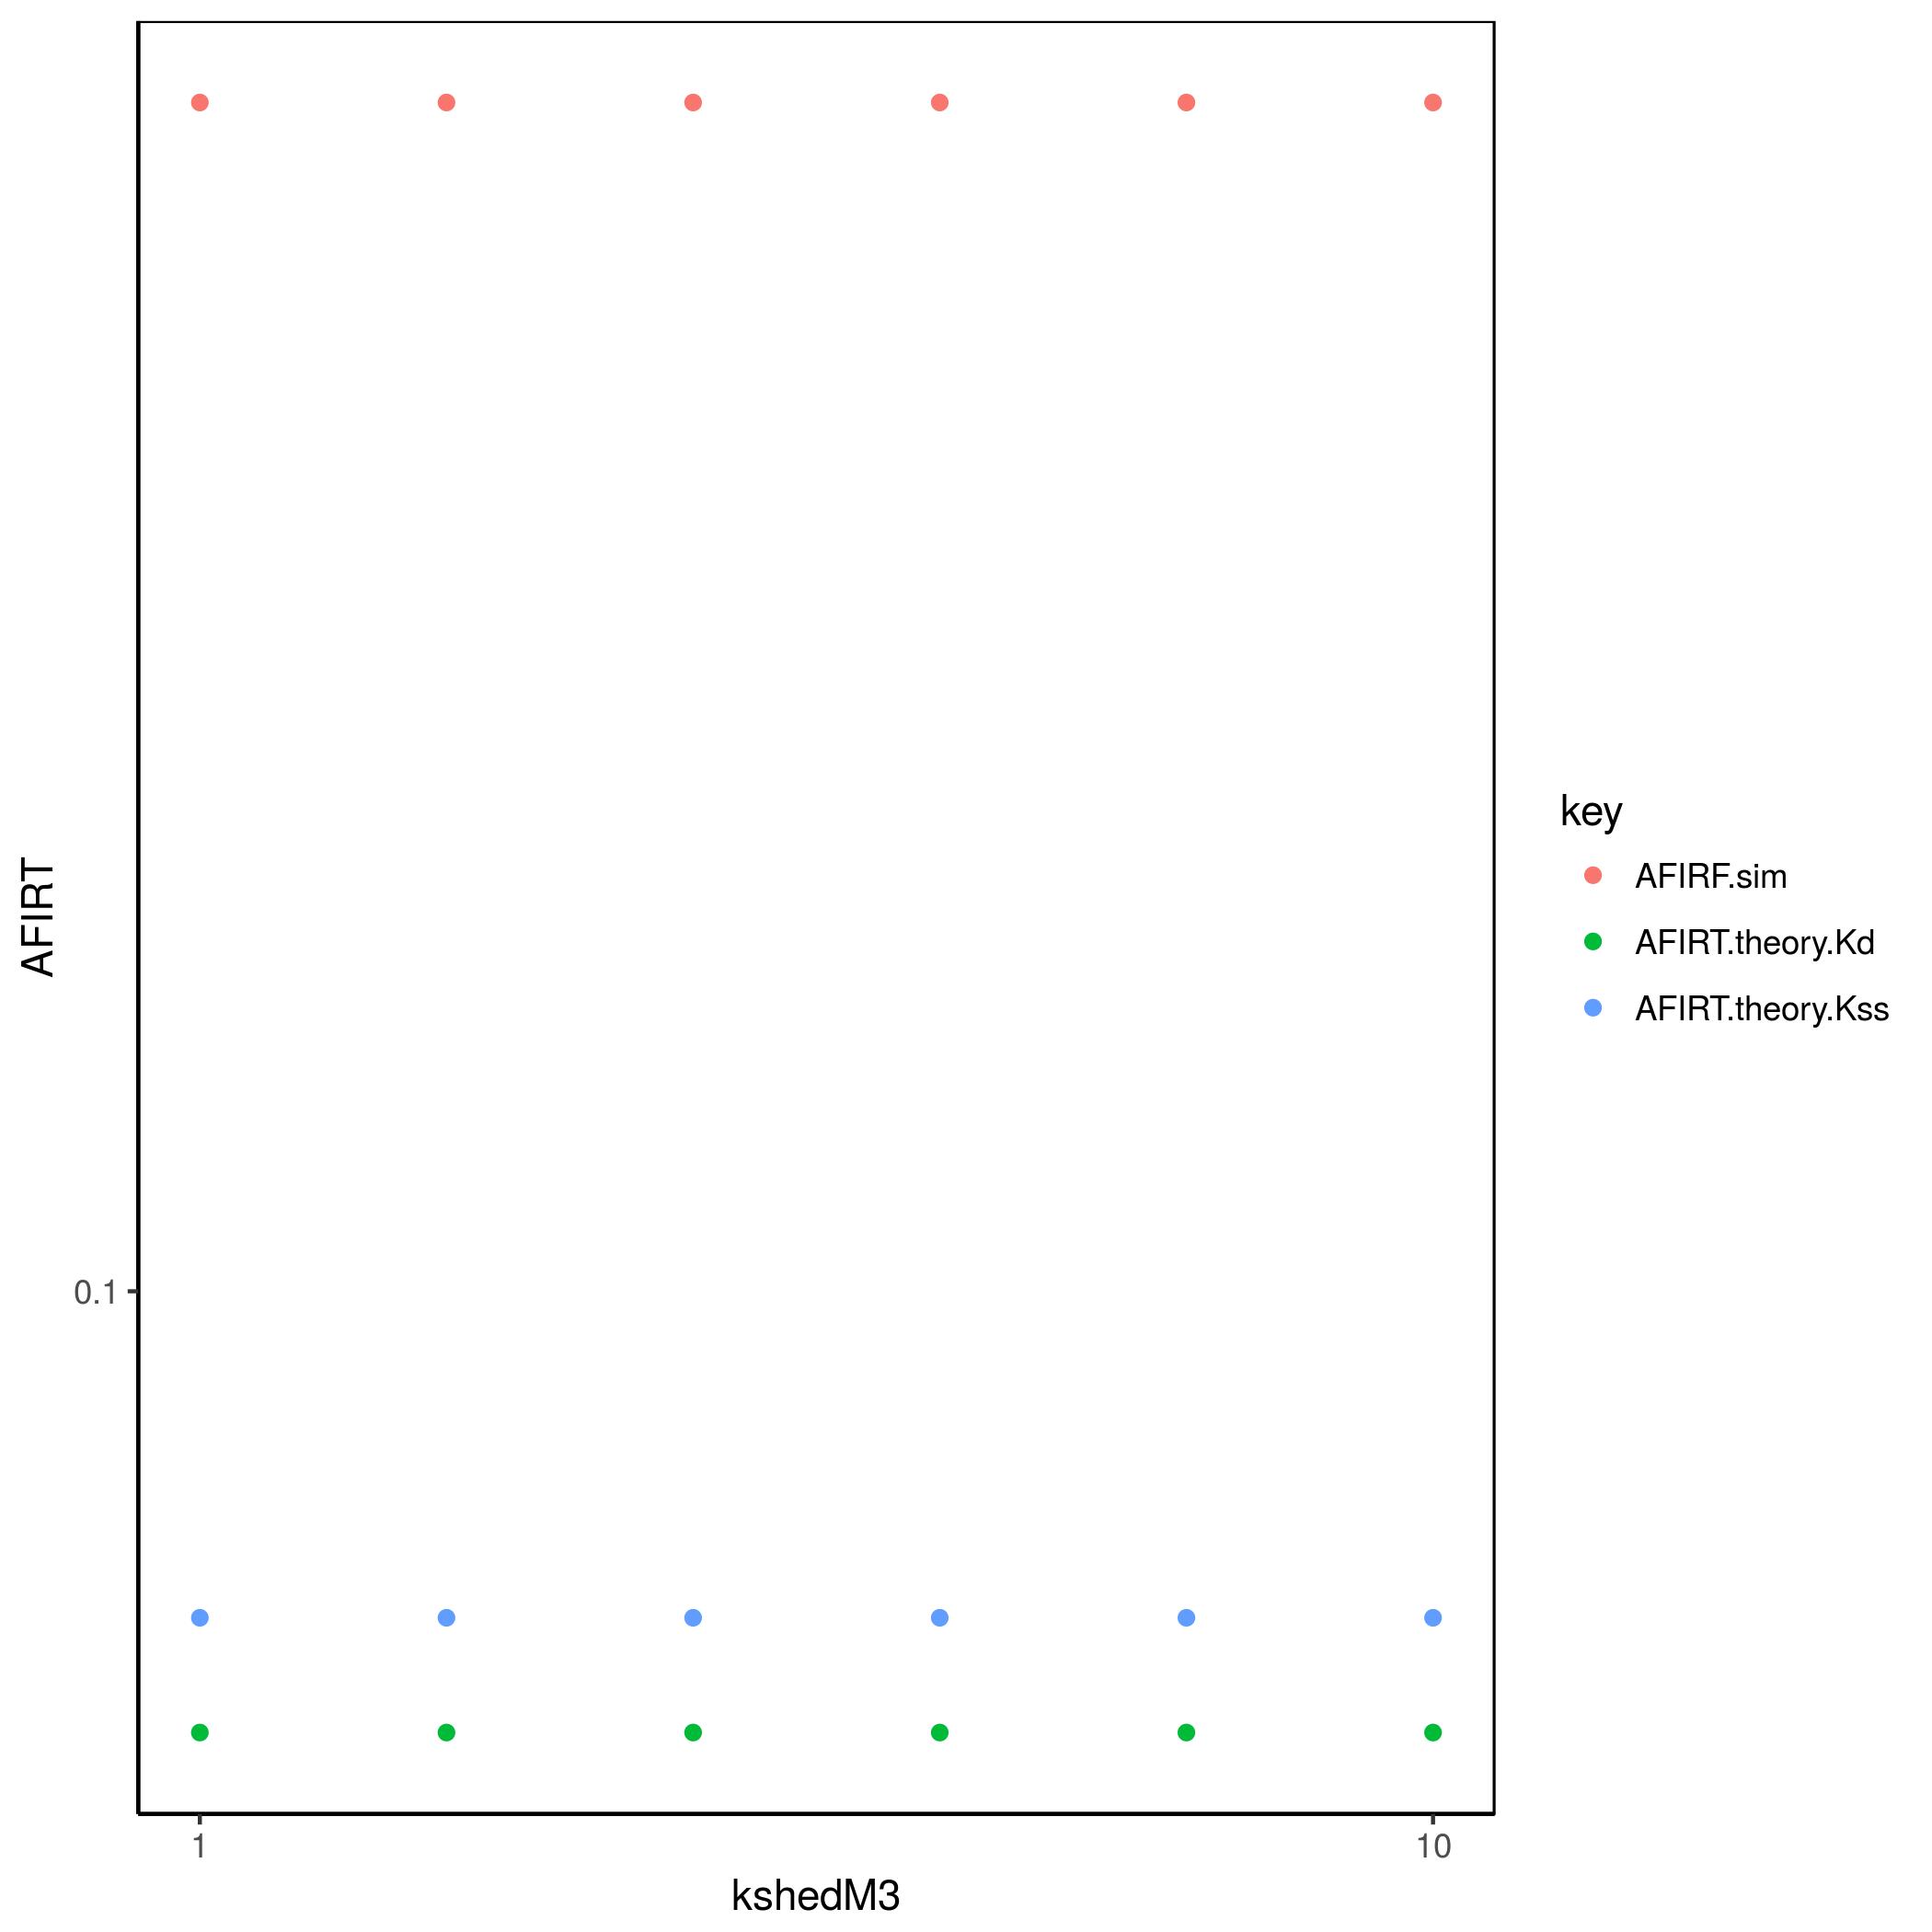 AFIRT
0.1
1
10
kshedM3
key
AFIRF.sim
AFIRT.theory.Kd
AFIRT.theory.Kss